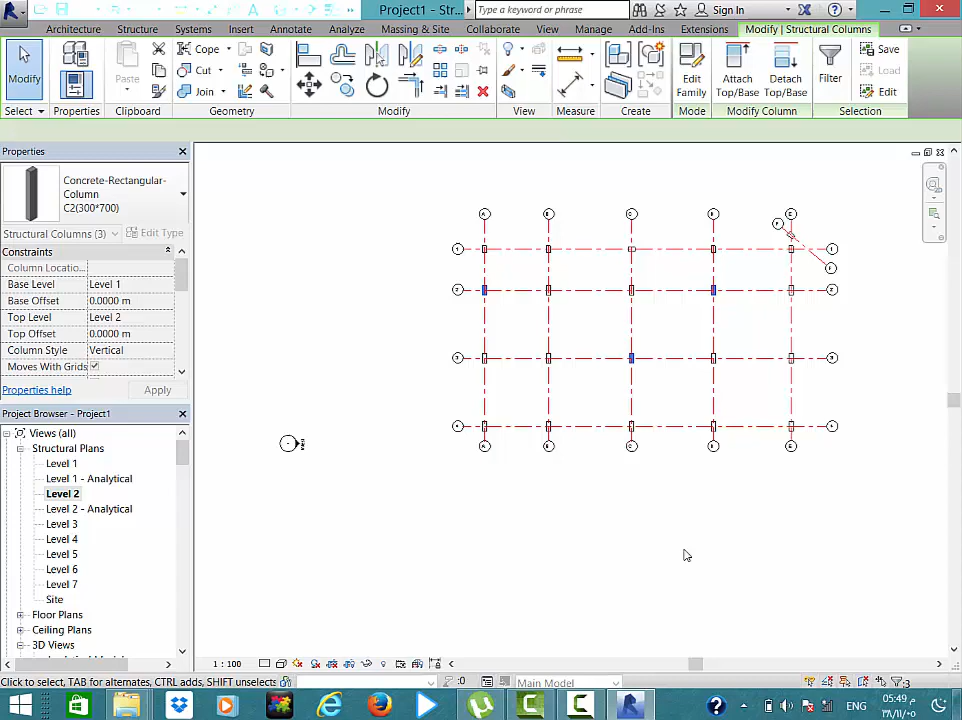 Project1 - Str...
Type a keyword or phrase
Sign In
Architecture
Structure
Systems
Insert
Annotate
Analyze
Massing & Site
Collaborate
View
Manage
Add-Ins
Extensions
Modify | Structural Columns
Modify
Paste
Cope
Cut
Join
Edit
Family
Attach
Top/Base
Detach
Top/Base
Filter
Save
Load
Edit
Select
Properties
Clipboard
Geometry
Modify
View
Measure
Create
Mode
Modify Column
Selection
Properties
Concrete-Rectangular-
Column
C2(300*700)
Structural Columns (3)
Edit Type
Constraints
Column Locatio...
Base Level
Level 1
Base Offset
0.0000 m
Top Level
Level 2
Top Offset
0.0000 m
Column Style
Vertical
Moves With Grids
Properties help
Apply
Project Browser - Project1
Views (all)
Structural Plans
Level 1
Level 1 - Analytical
Level 2
Level 2 - Analytical
Level 3
Level 4
Level 5
Level 6
Level 7
Site
Floor Plans
Ceiling Plans
3D Views
1 : 100
Click to select, TAB for alternates, CTRL adds, SHIFT unselects
:0
Main Model
:3
ENG
05:49 م